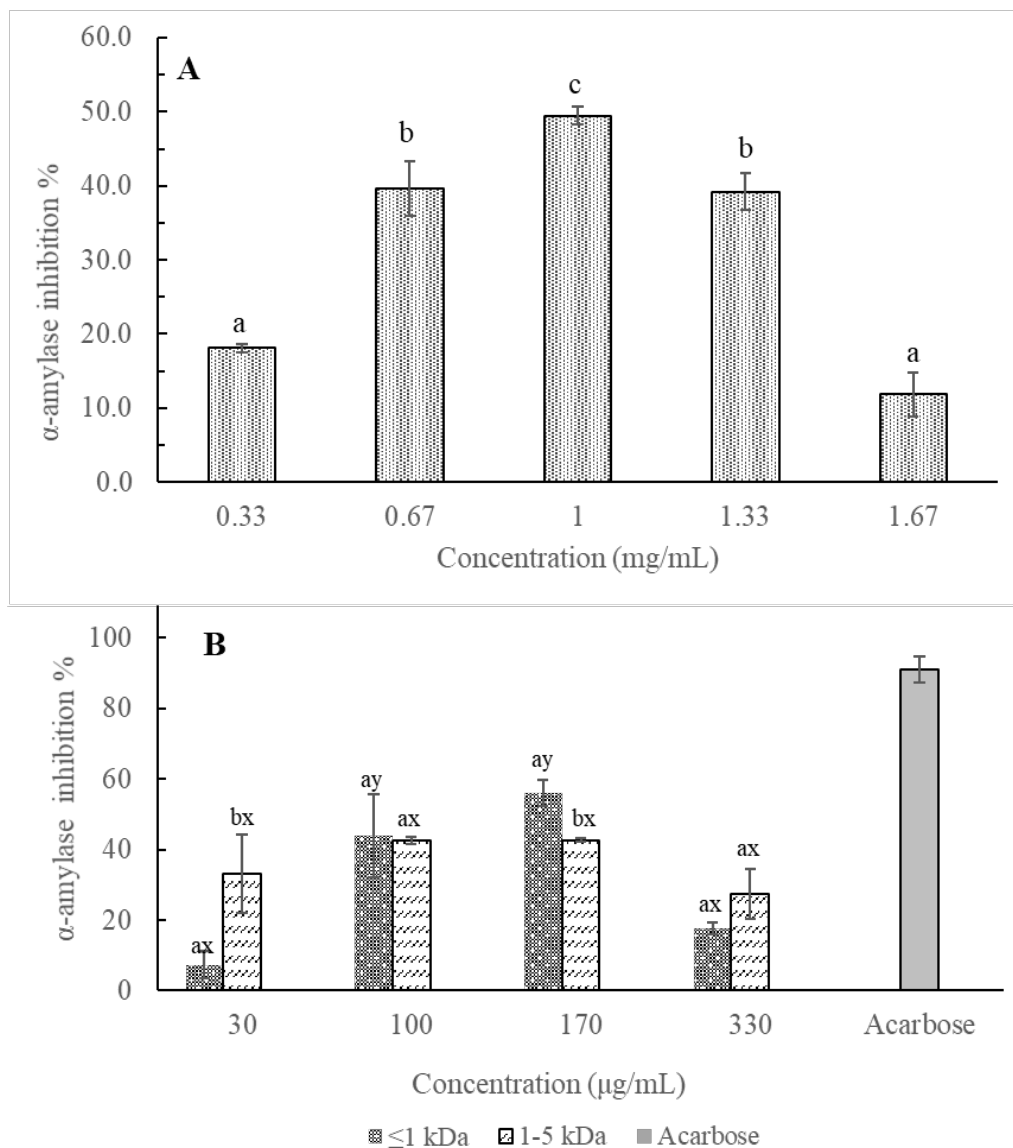 A
α-amylase inhibition %
60.0
50.0
40.0
30.0
20.0
10.0
0.0
a
b
c
b
a
0.33 0.67 1 1.33 1.67
Concentration (mg/mL)
B
α-amylase inhibition %
100
80
60
40
20
0
ax bx ay ax ay bx ax ax
30 100 170 330 Acarbose
Concentration (μg/mL)
≤1 kDa 1-5 kDa Acarbose